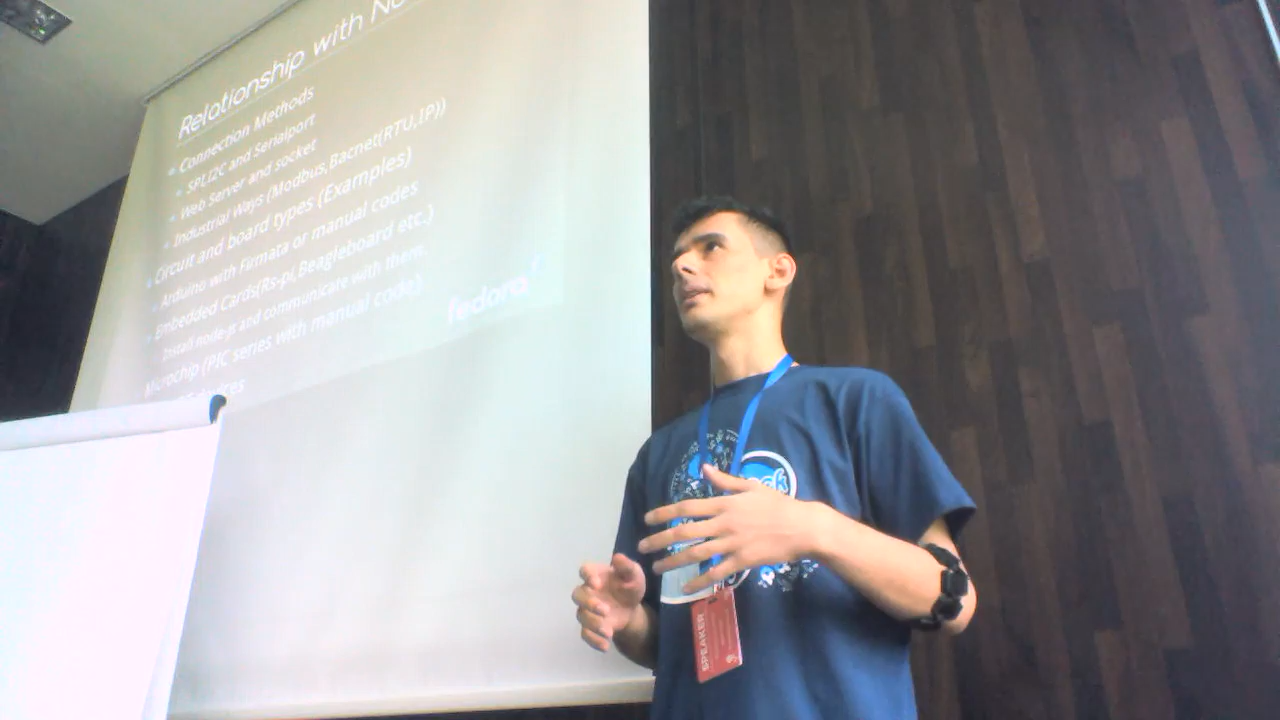 Relationship with No
Connection Methods
SPI,I2C and Serialport
Web Server and socket
Industrial Ways (Modbus,Bacnet(RTU,IP))
Circuit and board types (Examples)
Arduino with Firmata or manual codes
Embedded Cards(Rs-pi,Beagleboard etc.)
Install node-js and communicare with them.
Microchip (PIC series with manual code)
fedora
SPEAKER